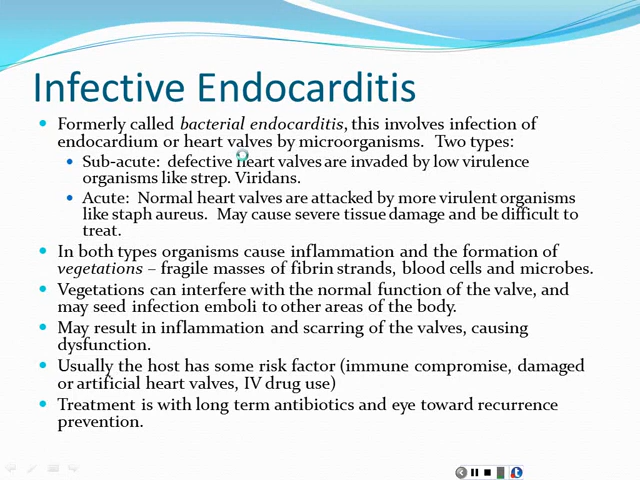 Infective Endocarditis
• Formerly called bacterial endocarditis, this involves infection of
endocardium or heart valves by microorganisms. Two types:
• Sub-acute: defective heart valves are invaded by low virulence
organisms like strep. Viridans.
• Acute: Normal heart valves are attacked by more virulent organisms
like staph aureus. May cause severe tissue damage and be difficult to
treat.
• In both types organisms cause inflammation and the formation of
vegetations – fragile masses of fibrin strands, blood cells and microbes.
• Vegetations can interfere with the normal function of the valve, and
may seed infection emboli to other areas of the body.
• May result in inflammation and scarring of the valves, causing
dysfunction.
• Usually the host has some risk factor (immune compromise, damaged
or artificial heart valves, IV drug use)
• Treatment is with long term antibiotics and eye toward recurrence
prevention.